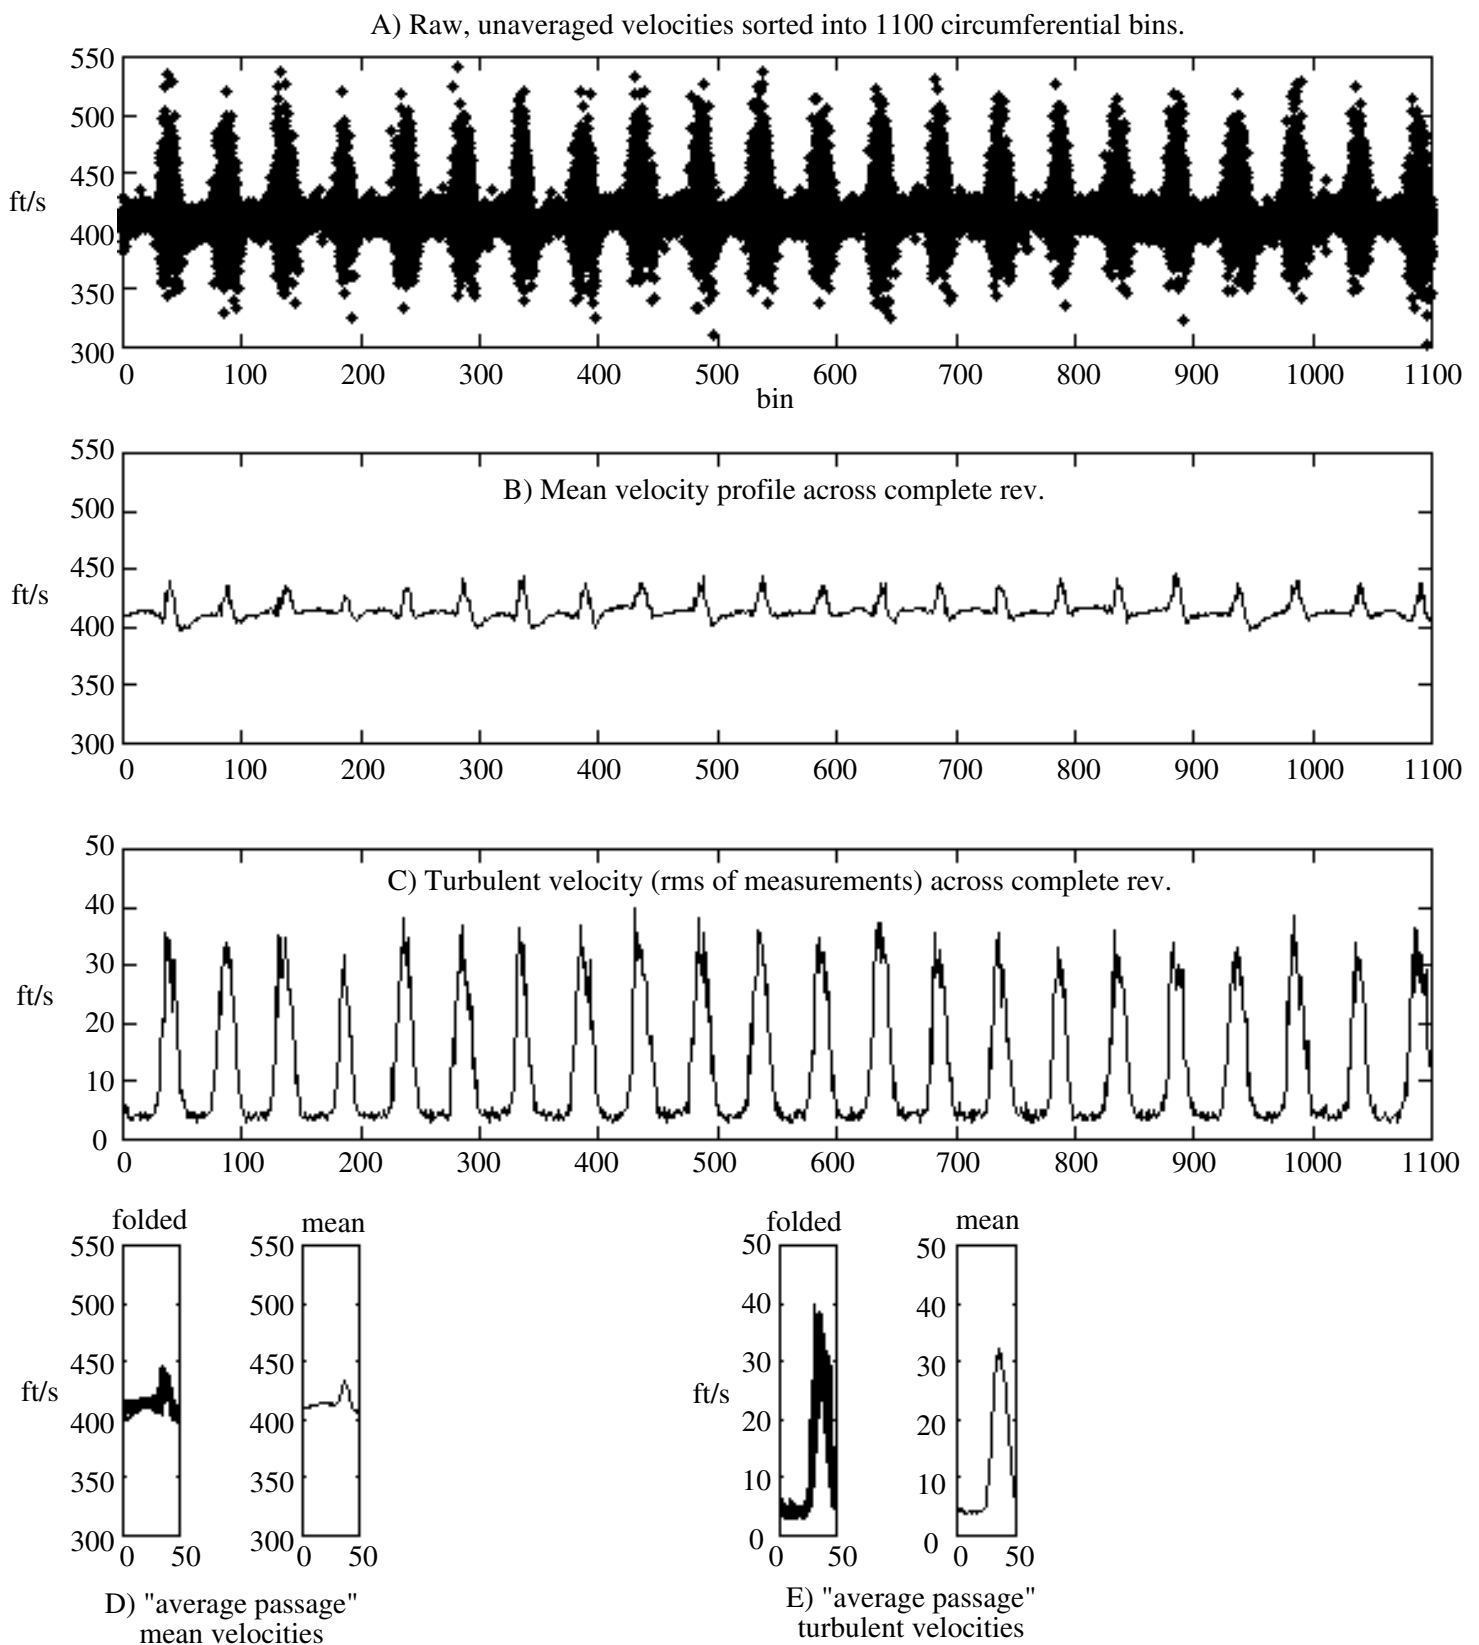 A) Raw, unaveraged velocities sorted into 1100 circumferential bins.
550
500
450
ft/s
400
350
300
0 100 200 300 400 500 600 700 800 900 1000 1100
bin
550
B) Mean velocity profile across complete rev.
500
450
ft/s
400
350
300
0 100 200 300 400 500 600 700 800 900 1000 1100
50
C) Turbulent velocity (rms of measurements) across complete rev.
40
30
ft/s
20
10
0
0 100 200 300 400 500 600 700 800 900 1000 1100
folded mean folded mean
550 550 50 50
500 500 40 40
450 450 30 30
ft/s ft/s
400 400 20 20
350 350 10 10
300 300 0 0
0 50 0 50 0 50 0 50
D) "average passage"
mean velocities
E) "average passage"
turbulent velocities